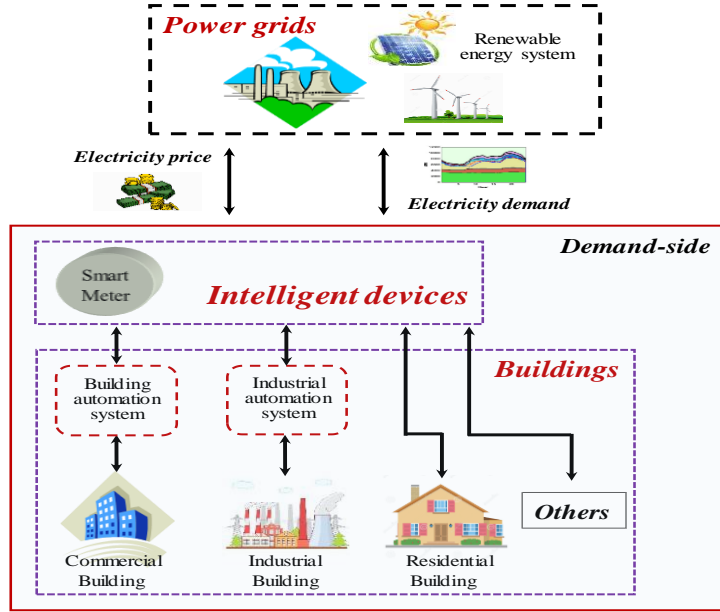 Power grids
Renewable
energy system
Electricity price
Electricity demand
Demand-side
Smart
Meter
Intelligent devices
Buildings
Building
automation
system
Industrial
automation
system
Others
Commercial
Building
Industrial
Building
Residential
Building